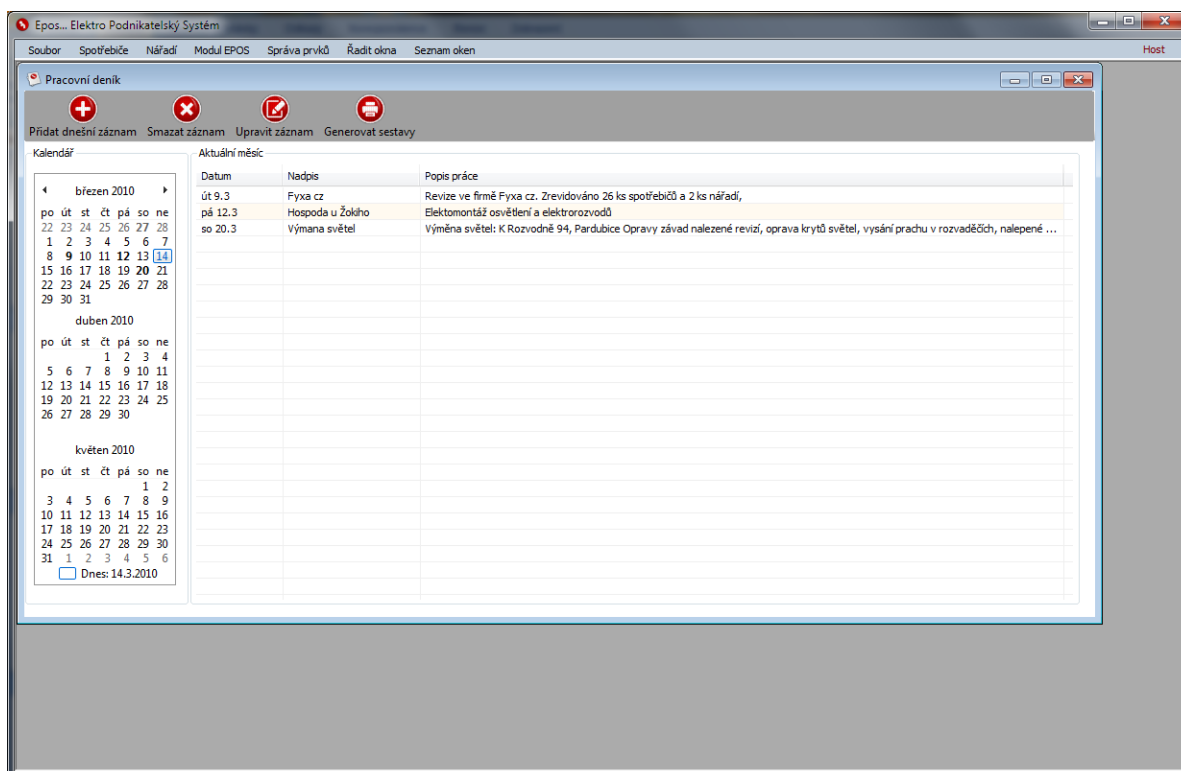 Epos... Elektro Podnikatelský Systém
Soubor Spotřebiče Nářadí Modul EPOS Správa prvků Řadit okna Seznam oken Host
Pracovní deník
Přidat dnešní záznam Smazat záznam Upravit záznam Generovat sestavy
Kalendář
březen 2010
po út st čt pá so ne
22 23 24 25 26 27 28
1 2 3 4 5 6 7
8 9 10 11 12 13 14
15 16 17 18 19 20 21
22 23 24 25 26 27 28
29 30 31
duben 2010
po út st čt pá so ne
1 2 3 4
5 6 7 8 9 10 11
12 13 14 15 16 17 18
19 20 21 22 23 24 25
26 27 28 29 30
květen 2010
po út st čt pá so ne
1 2
3 4 5 6 7 8 9
10 11 12 13 14 15 16
17 18 19 20 21 22 23
24 25 26 27 28 29 30
31 1 2 3 4 5 6
Dnes: 14.3.2010
Aktuální měsíc
Datum Nadpis Popis práce
út 9.3 Fyxa cz Revize ve firmě Fyxa cz. Zrevidováno 26 ks spotřebičů a 2 ks nářadí,
pá 12.3 Hospoda u Žokiho Elektomontáž osvětlení a elektrorozvodů
so 20.3 Výmana světel Výměna světel: K Rozvodně 94, Pardubice Opravy závad nalezené revizí, oprava krytů světel, vysání prachu v rozvaděčích, nalepené ...